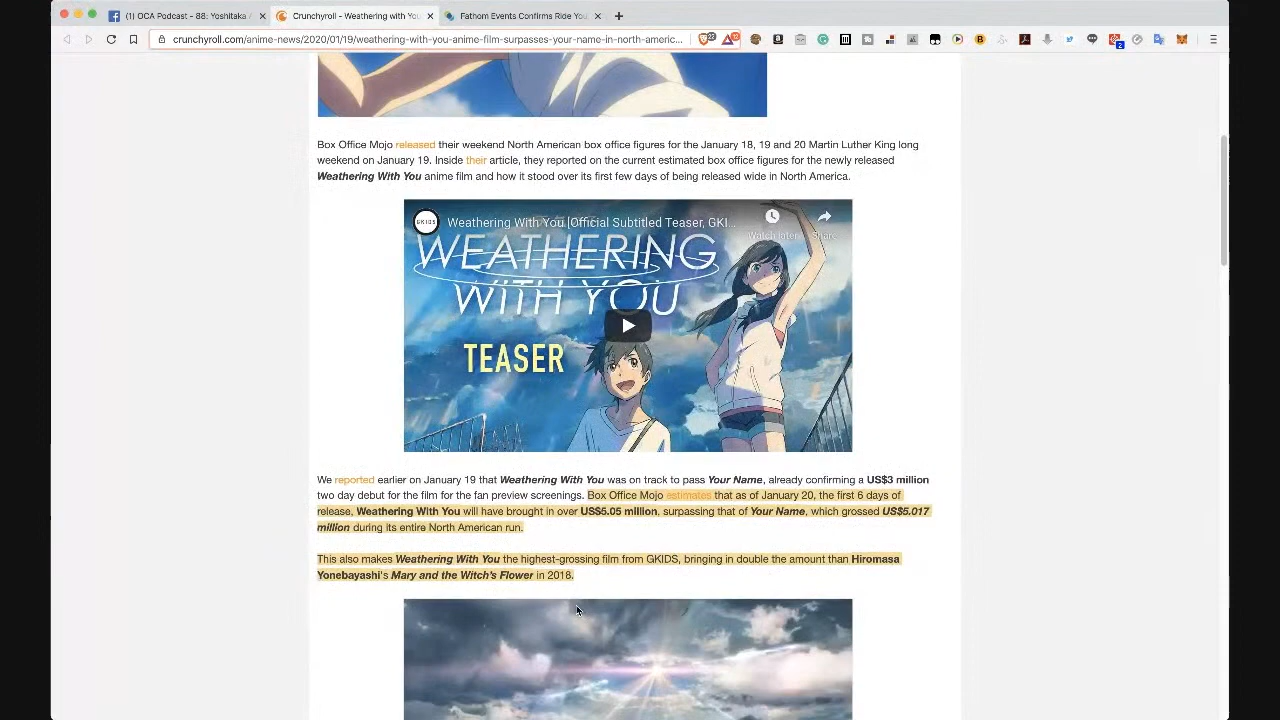 (1) OCA Podcast - 88: Yoshitaka
Crunchyroll - Weathering with You
Fathom Events Confirms Ride You
crunchyroll.com/anime-news/2020/01/19/weathering-with-you-anime-film-surpasses-your-name-in-north-americ...
Box Office Mojo released their weekend North American box office figures for the January 18, 19 and 20 Martin Luther King long
weekend on January 19. Inside their article, they reported on the current estimated box office figures for the newly released
Weathering With You anime film and how it stood over its first few days of being released wide in North America.
GKIDS
Weathering With You [Official Subtitled Teaser, GKI...
Watch later
Share
WEATHERING
WITH YOU
TEASER
We reported earlier on January 19 that Weathering With You was on track to pass Your Name, already confirming a US$3 million
two day debut for the film for the fan preview screenings. Box Office Mojo estimates that as of January 20, the first 6 days of
release, Weathering With You will have brought in over US$5.05 million, surpassing that of Your Name, which grossed US$5.017
million during its entire North American run.
This also makes Weathering With You the highest-grossing film from GKIDS, bringing in double the amount than Hiromasa
Yonebayashi's Mary and the Witch's Flower in 2018.